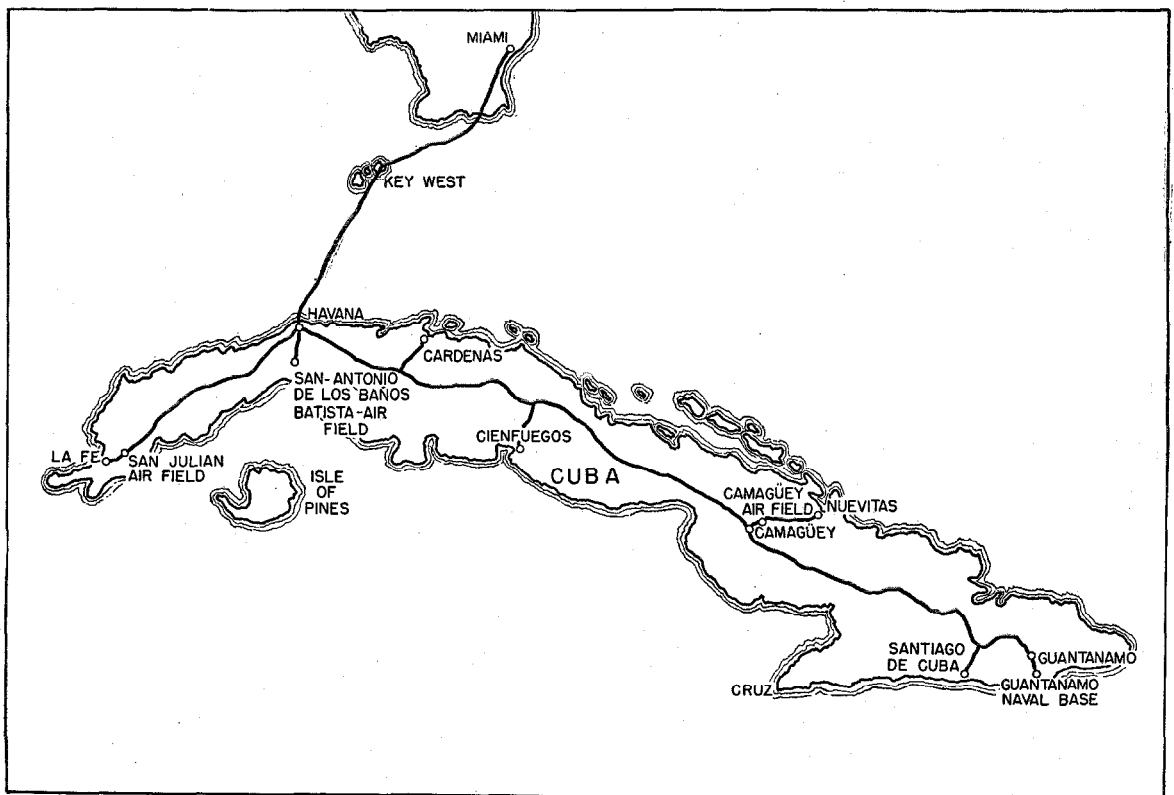 MIAMI
KEY WEST
HAVANA
CARDENAS
SAN-ANTONIO
DE LOS BAÑOS
BATISTA-AIR
FIELD
CIENFUEGOS
LA FE
SAN JULIAN
AIR FIELD
ISLE
OF
PINES
CUBA
CAMAGÜEY
AIR FIELD
NUEVITAS
CAMAGÜEY
SANTIAGO
DE CUBA
GUANTANAMO
CRUZ
GUANTANAMO
NAVAL BASE